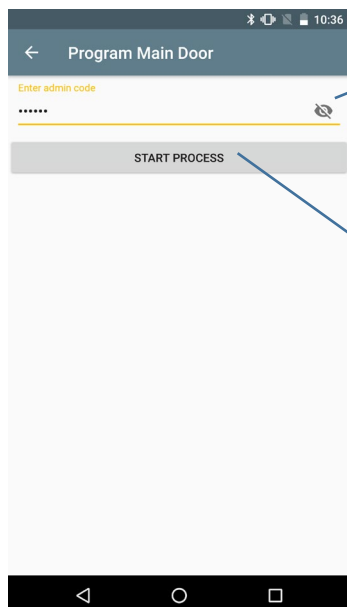 10:36
Program Main Door
Enter admin code
••••••
START PROCESS